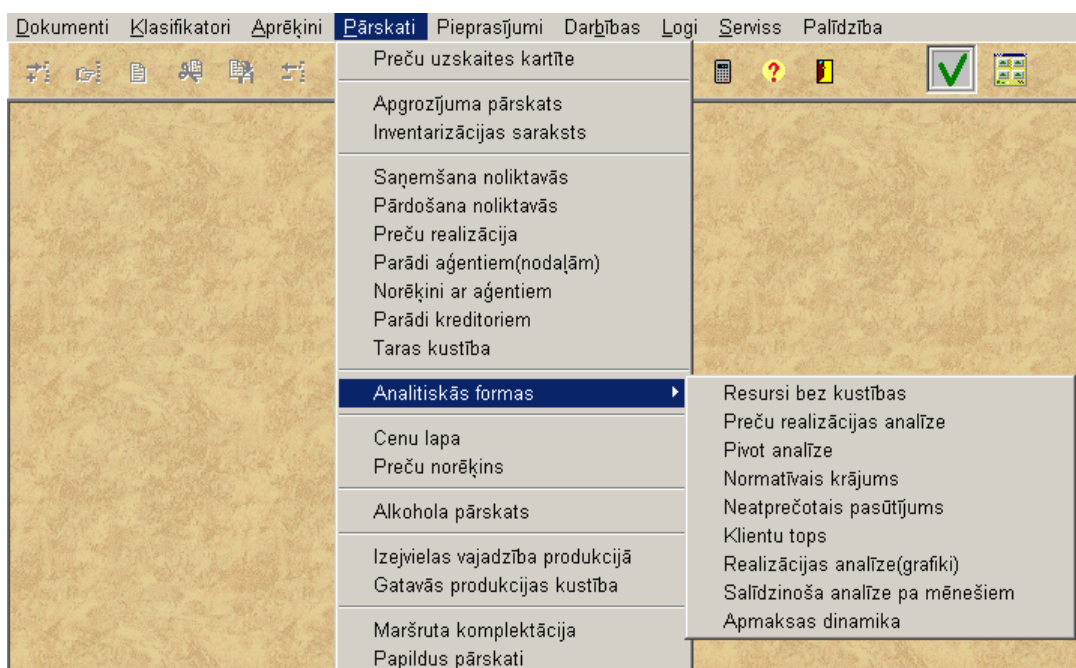 Dokumenti Klasifikatori Aprēķini Pārskati Pieprasījumi Darbības Logi Serviss Palīdzība
Preču uzskaites kartīte
Apgrozījuma pārskats
Inventarizācijas saraksts
Saņemšana noliktavās
Pārdošana noliktavās
Preču realizācija
Parādi aģentiem(nodaļām)
Norēķini ar aģentiem
Parādi kreditoriem
Taras kustība
Analitiskās formas
Cenu lapa
Preču norēķins
Alkohola pārskats
Izejvielas vajadzība produkcijā
Gatavās produkcijas kustība
Maršruta komplektācija
Papildus pārskati
Resursi bez kustības
Preču realizācijas analīze
Pivot analīze
Normatīvais krājums
Neatprečotais pasūtījums
Klientu tops
Realizācijas analīze(grafiki)
Salīdzinoša analīze pa mēnešiem
Apmaksas dinamika